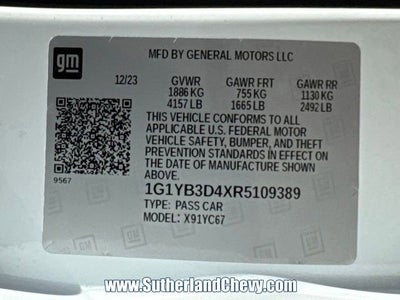 gm
MFD BY GENERAL MOTORS LLC
12/23 GVWR GAWR FRT GAWR RR
1886 KG 755 KG 1130 KG
4157 LB 1665 LB 2492 LB
THIS VEHICLE CONFORMS TO ALL
APPLICABLE U.S. FEDERAL MOTOR
VEHICLE SAFETY, BUMPER, AND THEFT
PREVENTION STANDARDS IN EFFECT ON
THE DATE OF MANUFACTURE SHOWN
ABOVE.
9567
1G1YB3D4XR5109389
TYPE: PASS CAR
MODEL: X91YC67
www.SutherlandChevy.com